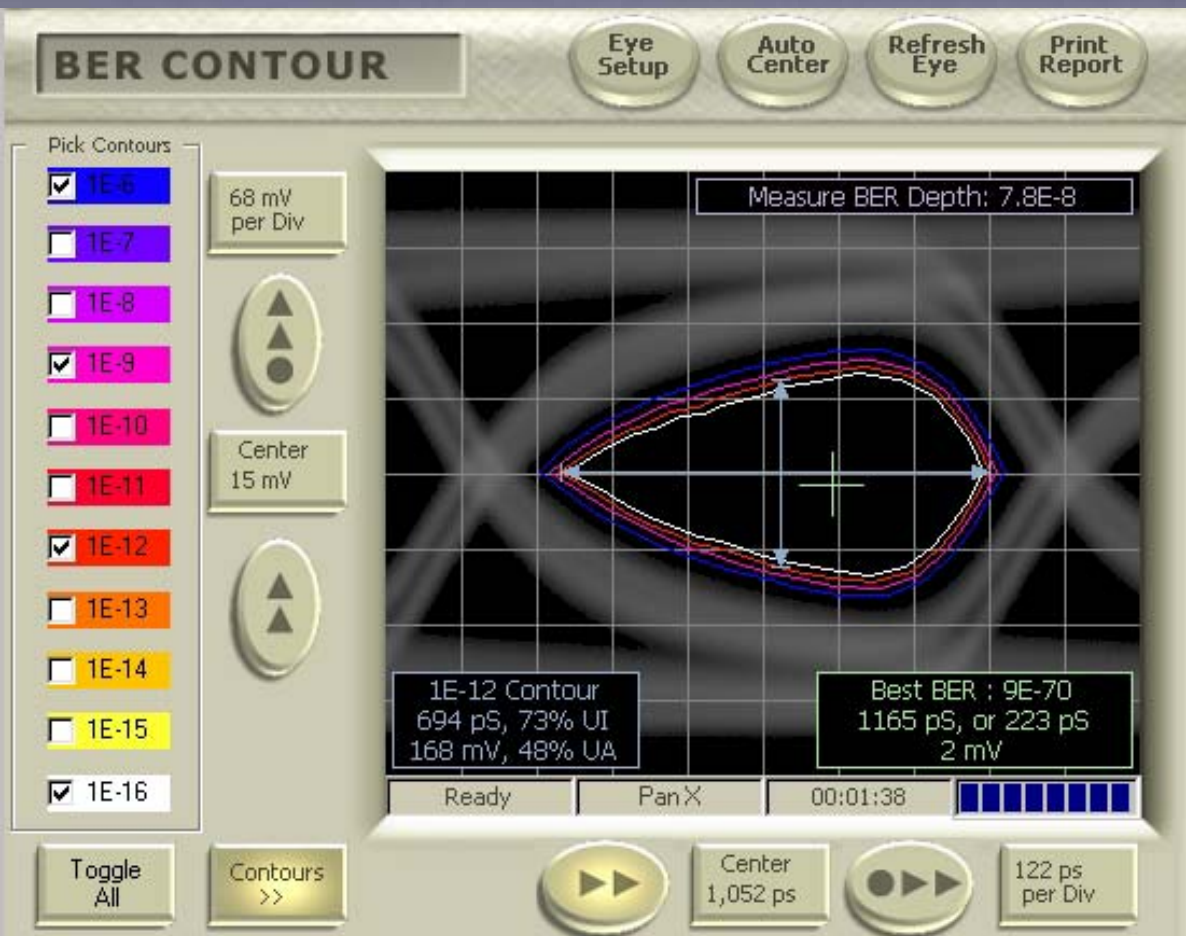 BER CONTOUR
Eye
Setup
Auto
Center
Refresh
Eye
Print
Report
Pick Contours
1E-6
1E-7
1E-8
1E-9
1E-10
1E-11
1E-12
1E-13
1E-14
1E-15
1E-16
Toggle
All
68 mV
per Div
Center
15 mV
Contours
>>
Measure BER Depth: 7.8E-8
1E-12 Contour
694 pS, 73% UI
168 mV, 48% UA
Best BER : 9E-70
1165 pS, or 223 pS
2 mV
Ready
Pan X
00:01:38
Center
1,052 ps
122 ps
per Div